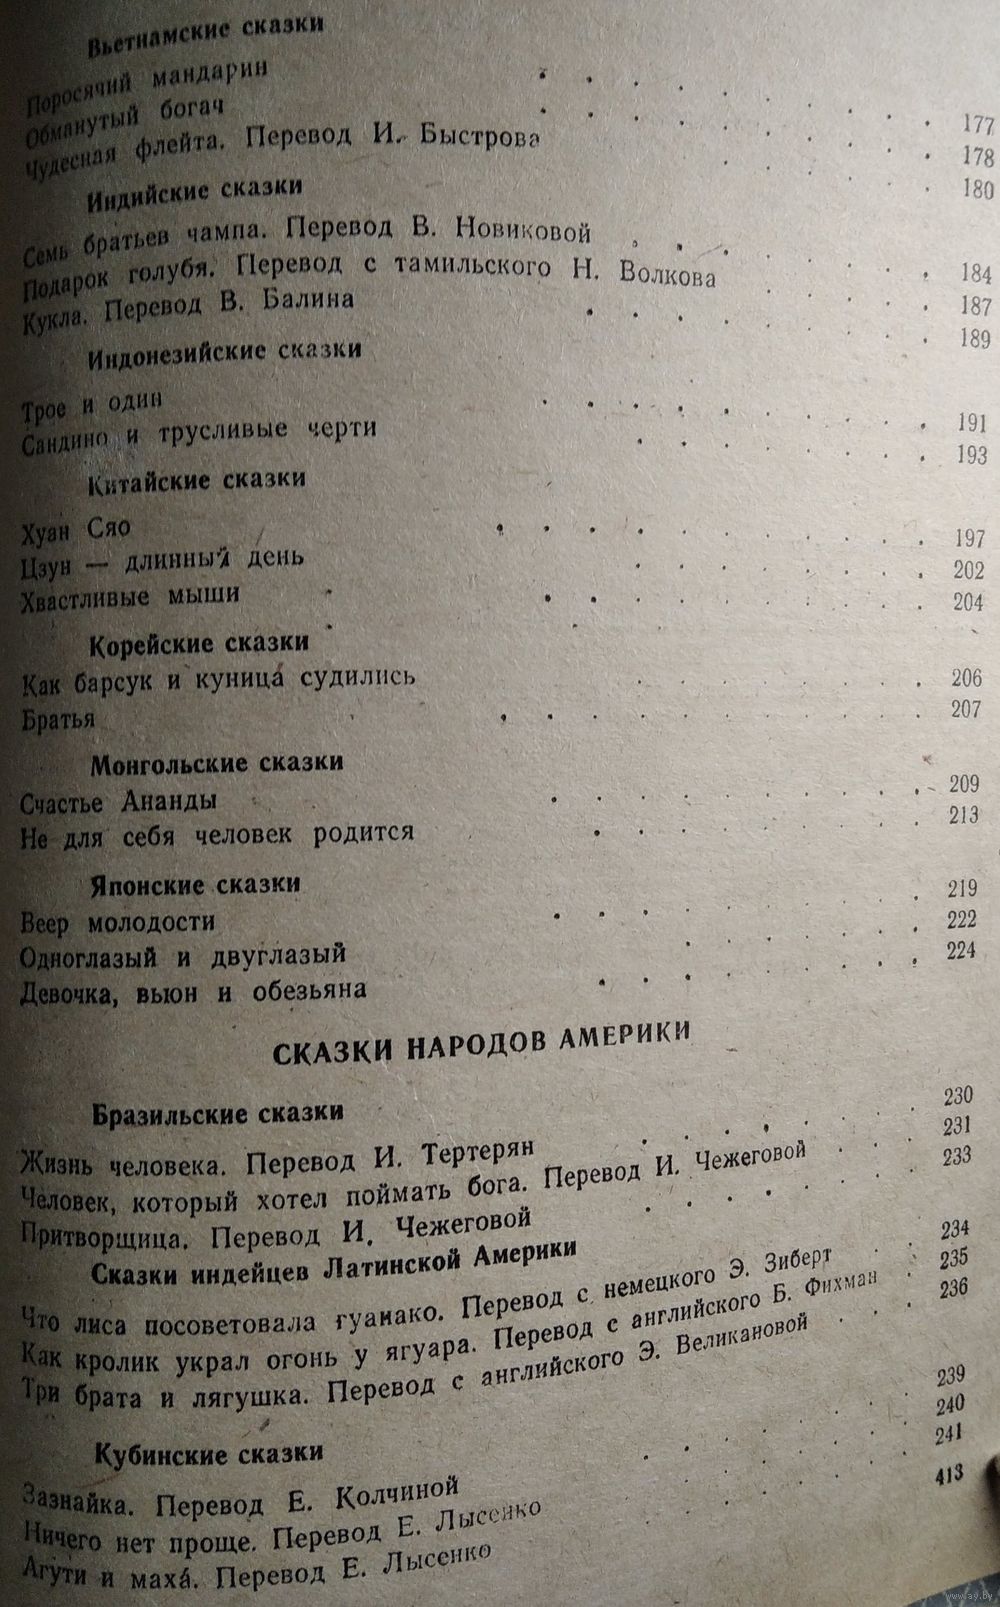 Вьетнамские сказки
Поросячий мандарин . . . . . . . . . 177
Обманутый богач . . . . . . . . . 178
Чудесная флейта. Перевод И. Быстрова . . . . . 180
Индийские сказки
Семь братьев чампа. Перевод В. Новиковой . . . . . . . 184
Подарок голубя. Перевод с тамильского Н. Волкова . . . . . 187
Кукла. Перевод В. Балина . . . . . . . . 189
Индонезийские сказки
Трое и один . . . . . . . . . 191
Сандино и трусливые черти . . . . . . . 193
Китайские сказки
Хуан Сяо . . . . . . . . . . 197
Цзун — длинный день . . . . . . . 202
Хвастливые мыши . . . . . . . . . 204
Корейские сказки
Как барсук и куница́ судились . . . . . . . 206
Братья . . . . . . . . . . 207
Монгольские сказки
Счастье Ананды . . . . . . . . . 209
Не для себя человек родится . . . . . . . . 213
Японские сказки
Веер молодости . . . . . . . . . 219
Одноглазый и двуглазый . . . . . . 222
Девочка, вьюн и обезьяна . . . . . . . . 224
СКАЗКИ НАРОДОВ АМЕРИКИ
Бразильские сказки
Жизнь человека. Перевод И. Тертерян . . . . . . . 230
Человек, который хотел поймать бога. Перевод И. Чежеговой . . . 231
Притворщица. Перевод И. Чежеговой . . . . . . . 233
Сказки индейцев Латинской Америки
Что лиса посоветовала гуанако. Перевод с немецкого Э. Зиберт . . 234
Как кролик украл огонь у ягуара. Перевод с английского Б. Фихман . 235
Три брата и лягушка. Перевод с английского Э. Великановой . . . 236
Кубинские сказки
Зазнайка. Перевод Е. Колчиной . . . . . . . 239
Ничего нет проще. Перевод Е. Лысенко . . . . . . . 240
Агути и маха́. Перевод Е. Лысенко . . . . . . . 241
413
www.ay.by